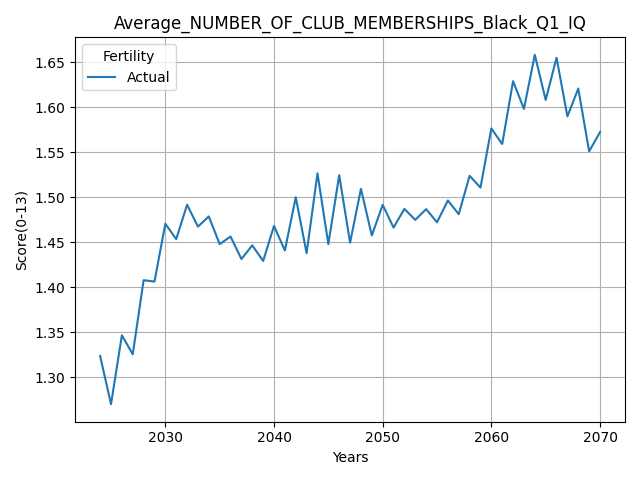 Average_NUMBER_OF_CLUB_MEMBERSHIPS_Black_Q1_IQ
Fertility
Actual
1.65
1.60
1.55
1.50
1.45
1.40
1.35
1.30
Score(0-13)
2030 2040 2050 2060 2070
Years